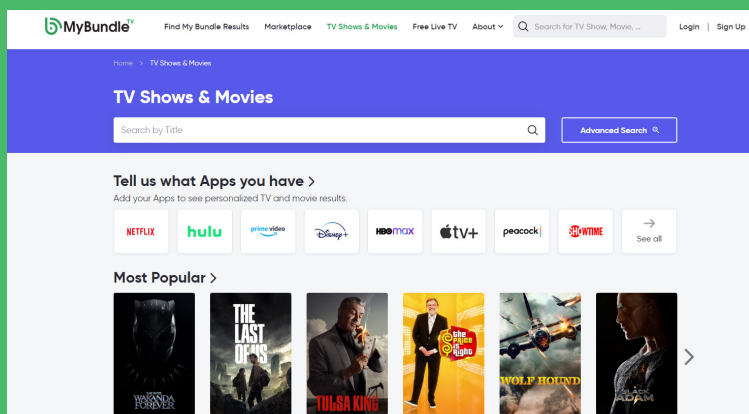 MyBundle TV
Find My Bundle Results
Marketplace
TV Shows & Movies
Free Live TV
About
Search for TV Show, Movie, ...
Login | Sign Up
Home > TV Shows & Movies
TV Shows & Movies
Search by Title
Advanced Search
Tell us what Apps you have >
Add your Apps to see personalized TV and movie results.
NETFLIX
hulu
prime video
Disney+
HBOmax
tv+
peacock
SHOWTIME
See all
Most Popular >
WAKANDA
FOREVER
THE
LAST
OF US
TULSA KING
the
price
is
Right
WOLF HOUND
BLACK
ADAM